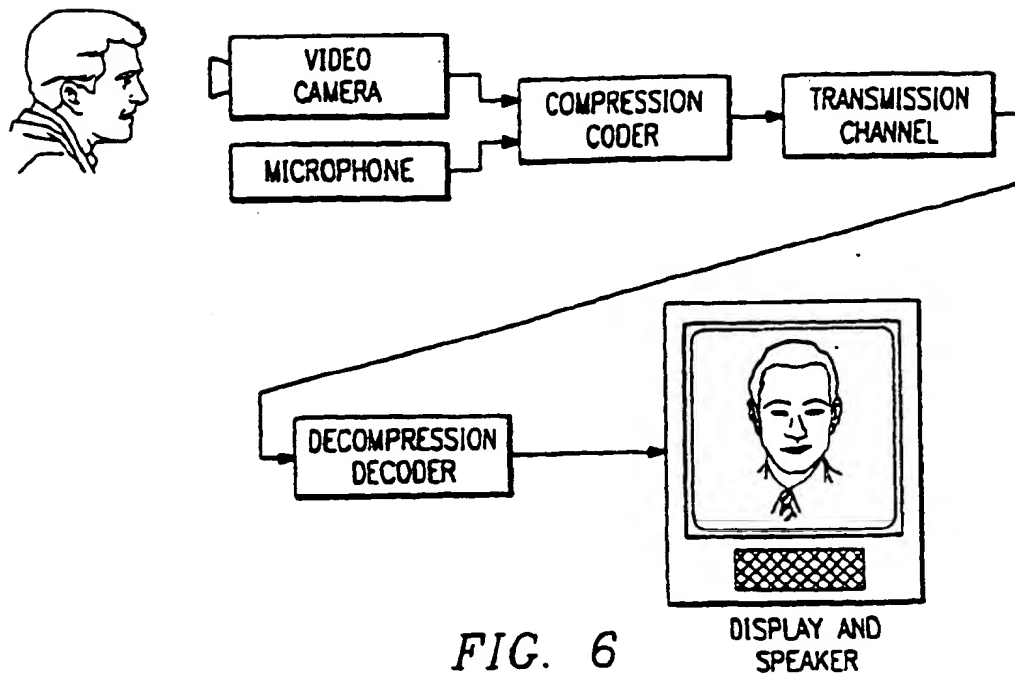 VIDEO
CAMERA
MICROPHONE
COMPRESSION
CODER
TRANSMISSION
CHANNEL
DECOMPRESSION
DECODER
DISPLAY AND
SPEAKER
FIG. 6